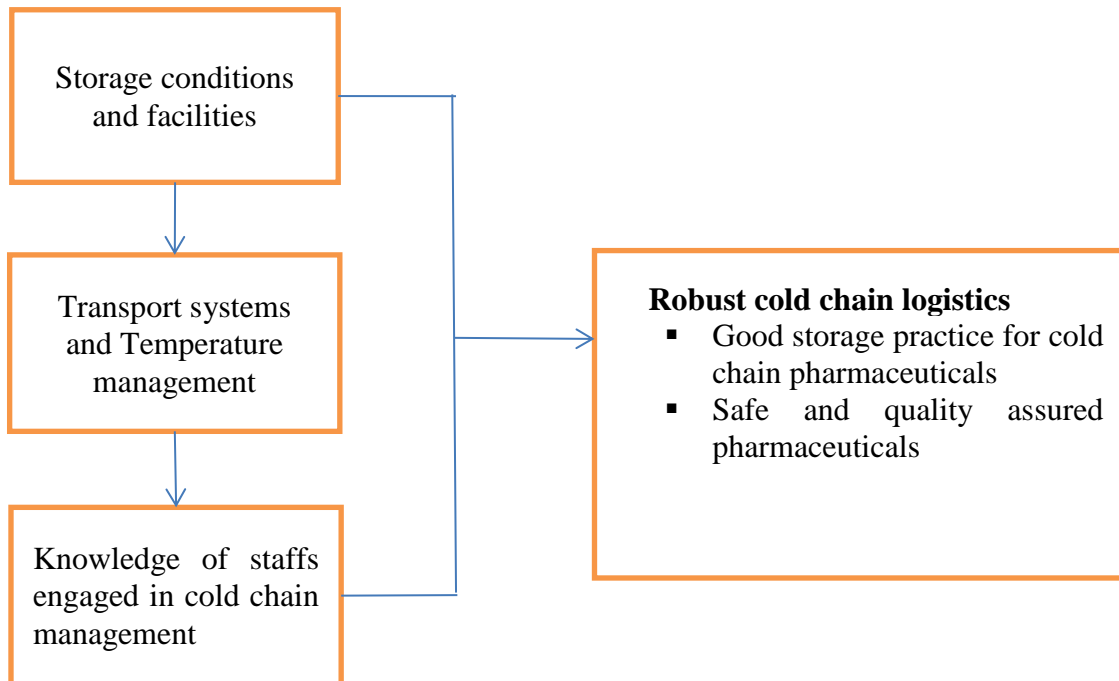 Storage conditions
and facilities
Transport systems
and Temperature
management
Knowledge of staffs
engaged in cold chain
management
Robust cold chain logistics
▪ Good storage practice for cold
chain pharmaceuticals
▪ Safe and quality assured
pharmaceuticals